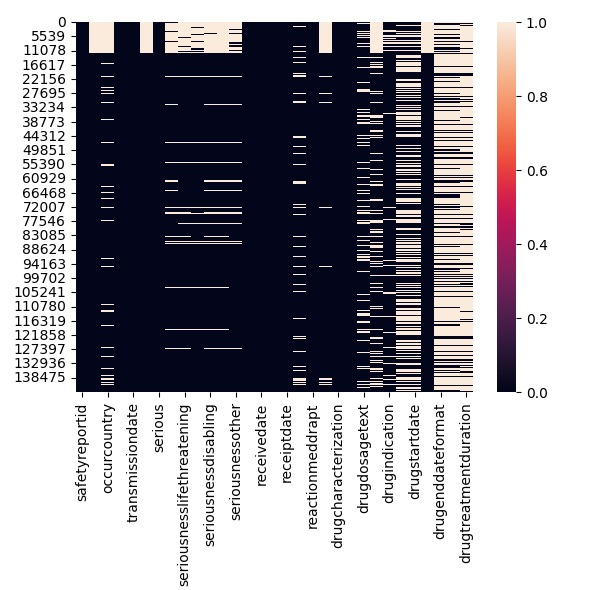 0
5539
11078
16617
22156
27695
33234
38773
44312
49851
55390
60929
66468
72007
77546
83085
88624
94163
99702
105241
110780
116319
121858
127397
132936
138475
safetyreportid
occurcountry
transmissiondate
serious
seriousnesslifethreatening
seriousnessdisabling
seriousnessother
receivedate
receiptdate
reactionmeddrapt
drugcharacterization
drugdosagetext
drugindication
drugstartdate
drugenddateformat
drugtreatmentduration
1.0
0.8
0.6
0.4
0.2
0.0